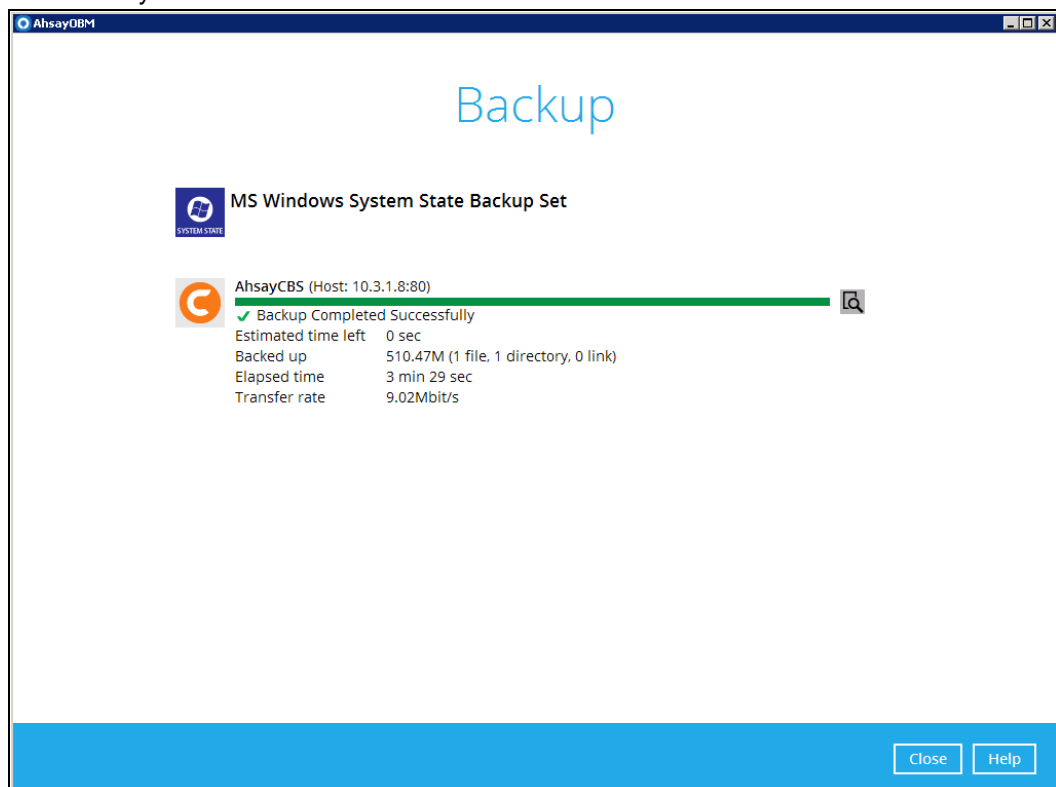 AhsayOBM
Backup
MS Windows System State Backup Set
SYSTEM STATE
AhsayCBS (Host: 10.3.1.8:80)
Backup Completed Successfully
Estimated time left 0 sec
Backed up 510.47M (1 file, 1 directory, 0 link)
Elapsed time 3 min 29 sec
Transfer rate 9.02Mbit/s
Close Help